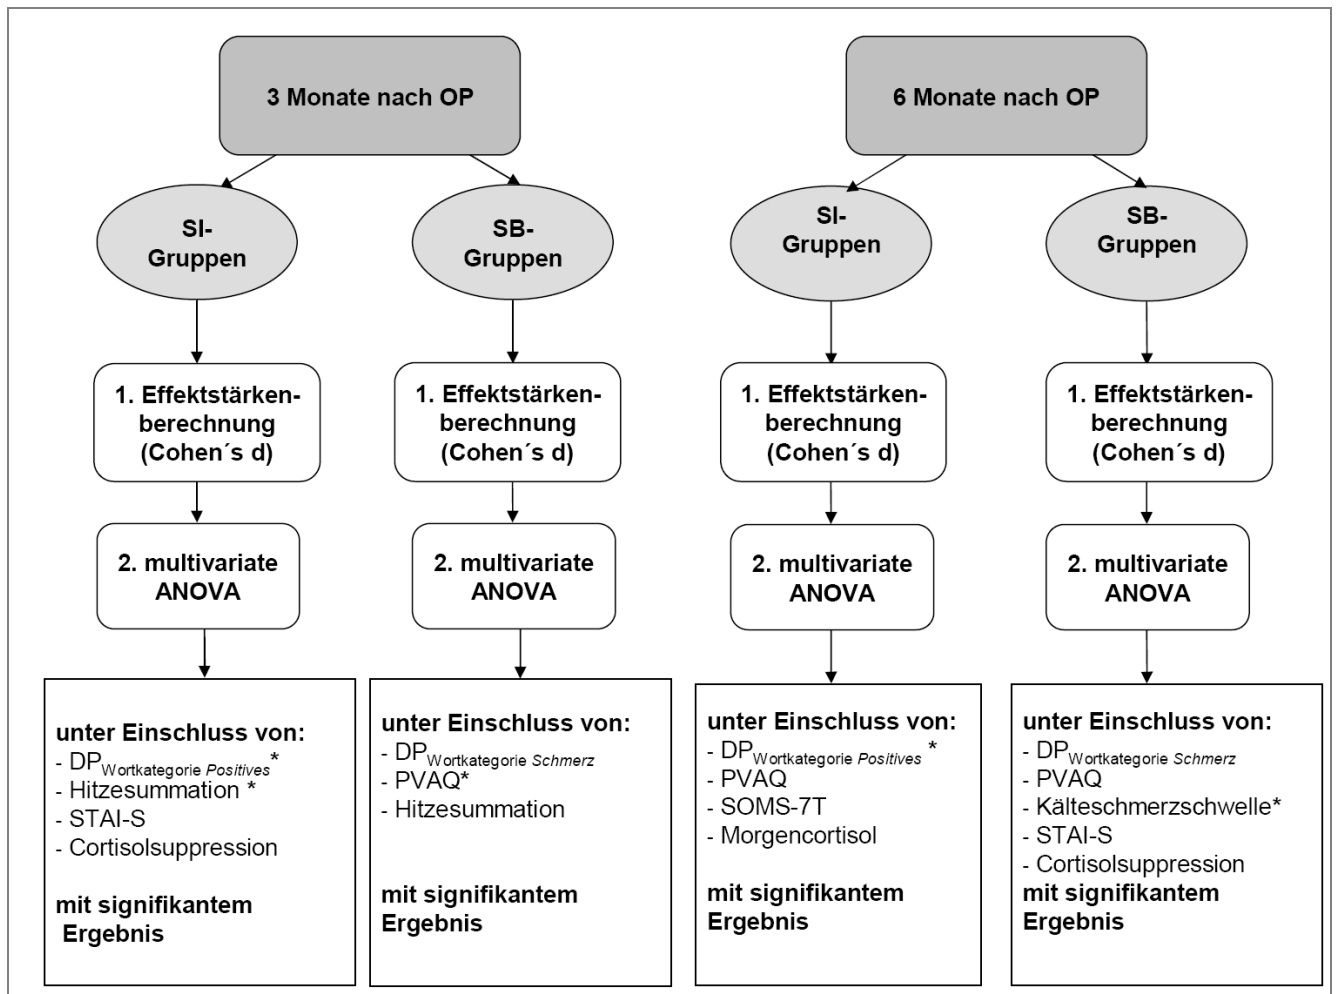 3 Monate nach OP
6 Monate nach OP
SI-
Gruppen
SB-
Gruppen
SI-
Gruppen
SB-
Gruppen
1. Effektstärken-
berechnung
(Cohen´s d)
1. Effektstärken-
berechnung
(Cohen´s d)
1. Effektstärken-
berechnung
(Cohen´s d)
1. Effektstärken-
berechnung
(Cohen´s d)
2. multivariate
ANOVA
2. multivariate
ANOVA
2. multivariate
ANOVA
2. multivariate
ANOVA
unter Einschluss von:
- DPWortkategorie Positives*
- Hitzesummation *
- STAI-S
- Cortisolsuppression
mit signifikantem
Ergebnis
unter Einschluss von:
- DPWortkategorie Schmerz
- PVAQ*
- Hitzesummation
mit signifikantem
Ergebnis
unter Einschluss von:
- DPWortkategorie Positives *
- PVAQ
- SOMS-7T
- Morgencortisol
mit signifikantem
Ergebnis
unter Einschluss von:
- DPWortkategorie Schmerz
- PVAQ
- Kälteschmerzschwelle*
- STAI-S
- Cortisolsuppression
mit signifikantem
Ergebnis